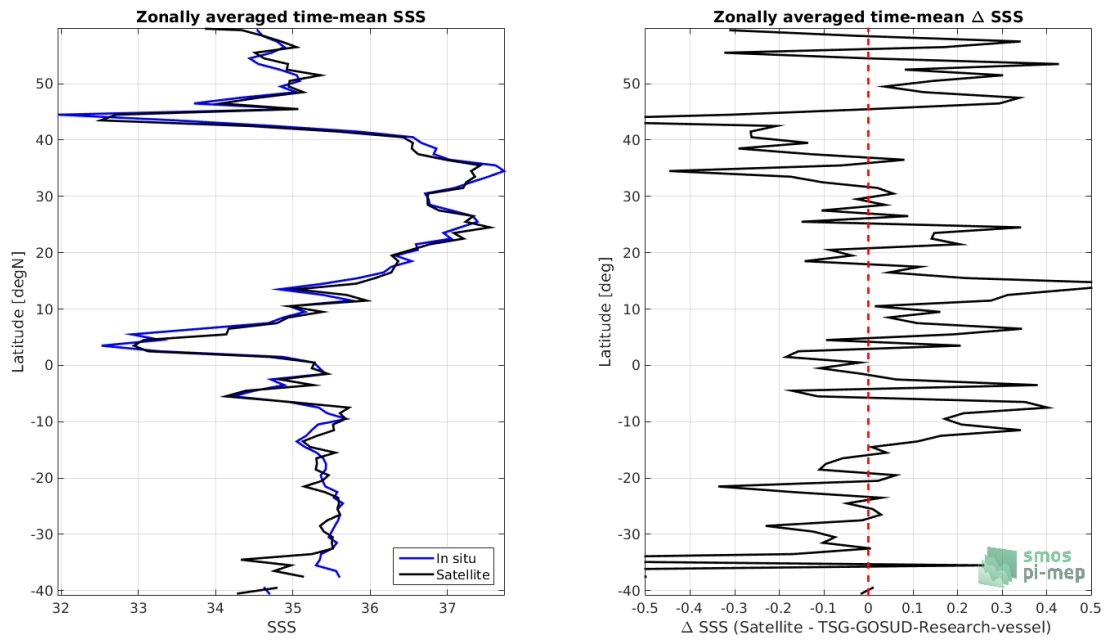 Zonally averaged time-mean SSS
50
40
30
20
10
0
-10
-20
-30
-40
Latitude [degN]
32 33 34 35 36 37
SSS
In situ
Satellite
Zonally averaged time-mean Δ SSS
50
40
30
20
10
0
-10
-20
-30
-40
Latitude [deg]
-0.5 -0.4 -0.3 -0.2 -0.1 0 0.1 0.2 0.3 0.4 0.5
Δ SSS (Satellite - TSG-GOSUD-Research-vessel)
smos
pi-mep